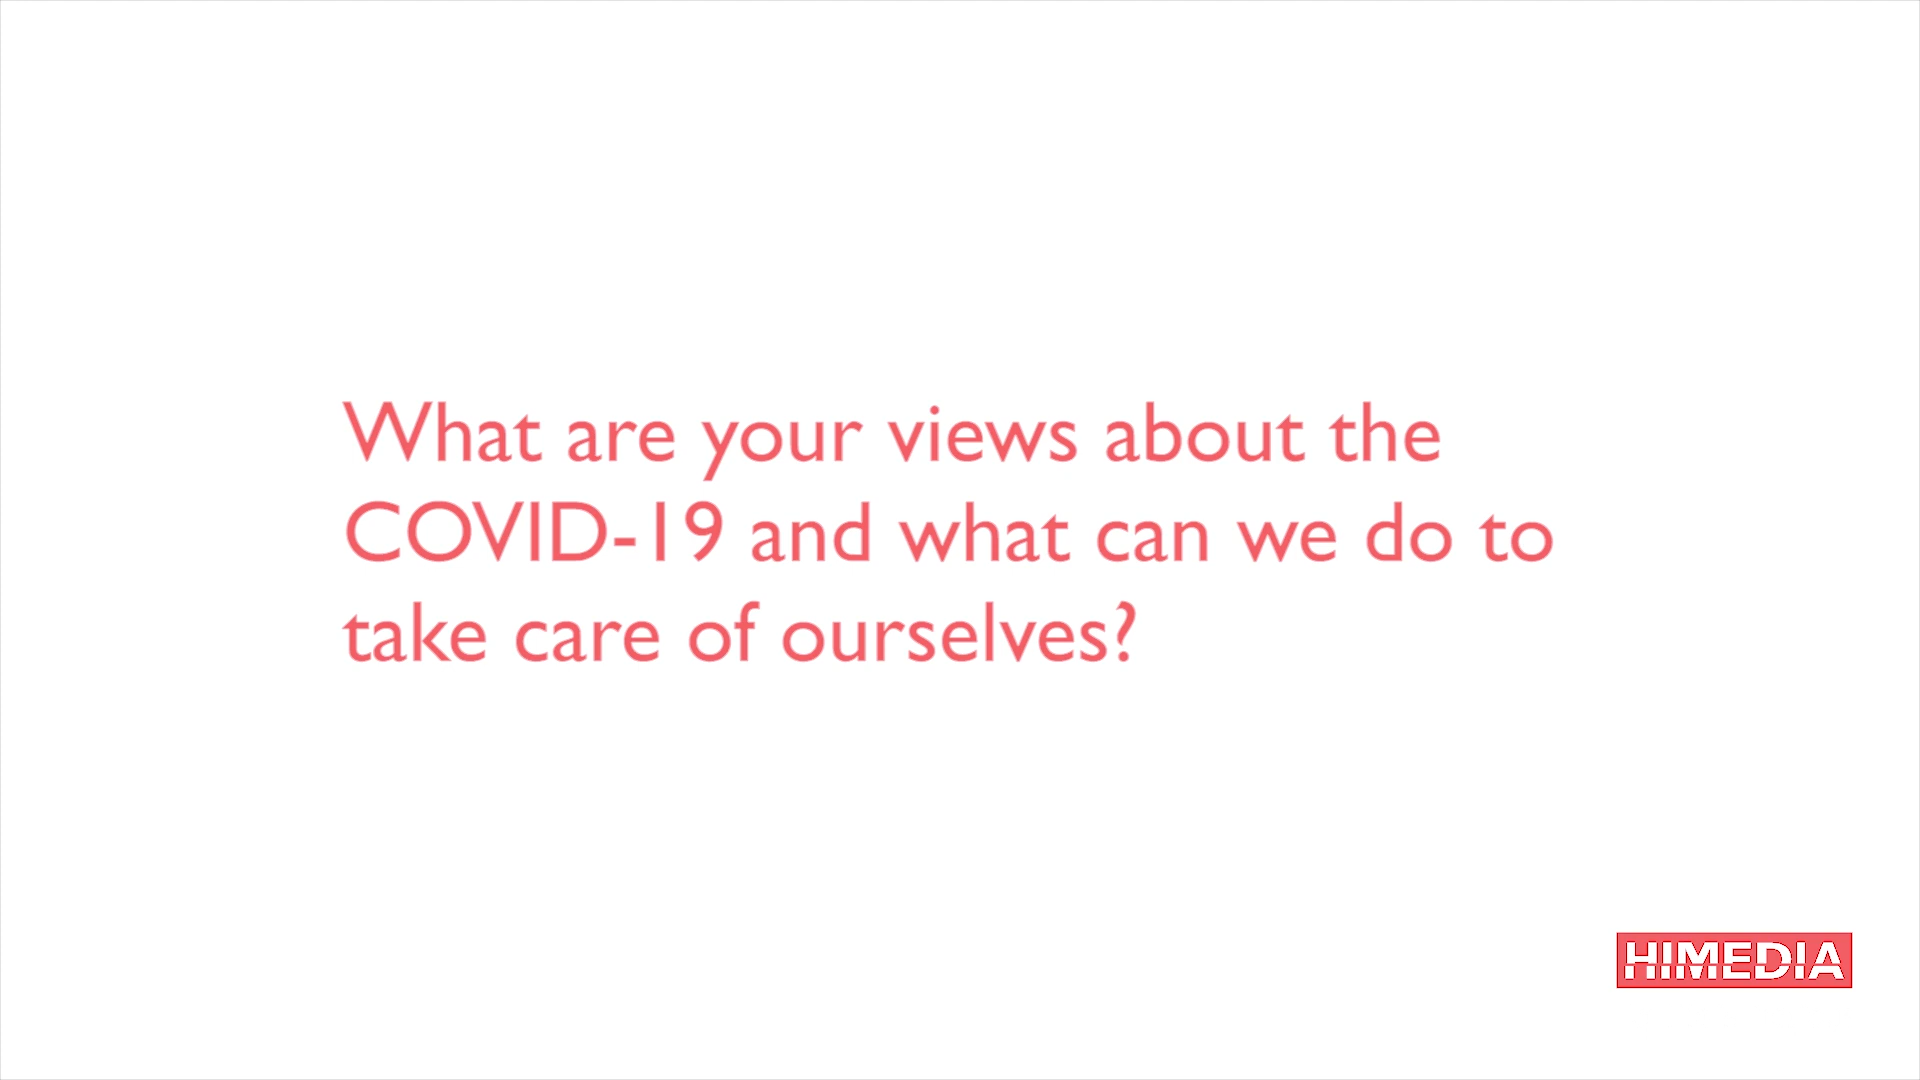 What are your views about the
COVID-19 and what can we do to
take care of ourselves?
HIMEDIA